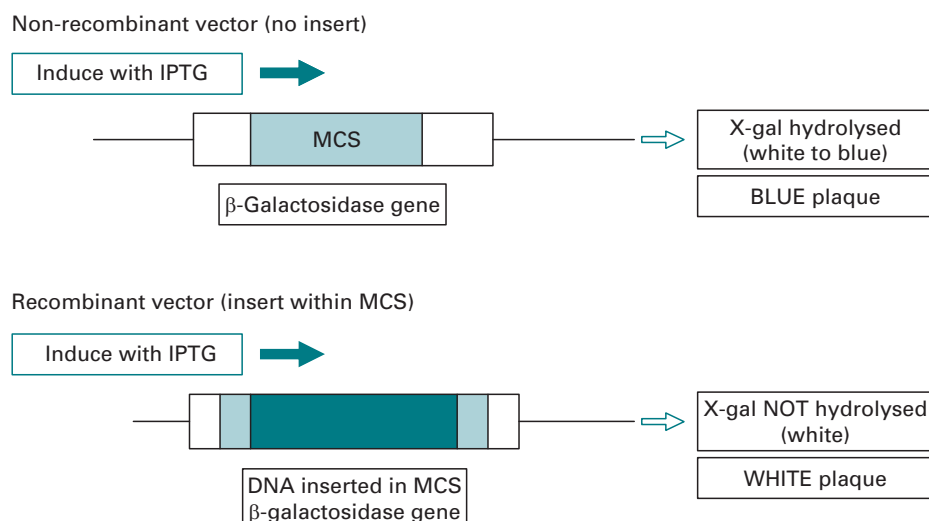 Non-recombinant vector (no insert)
Induce with IPTG
MCS
β-Galactosidase gene
X-gal hydrolysed
(white to blue)
BLUE plaque
Recombinant vector (insert within MCS)
Induce with IPTG
DNA inserted in MCS
β-galactosidase gene
X-gal NOT hydrolysed
(white)
WHITE plaque